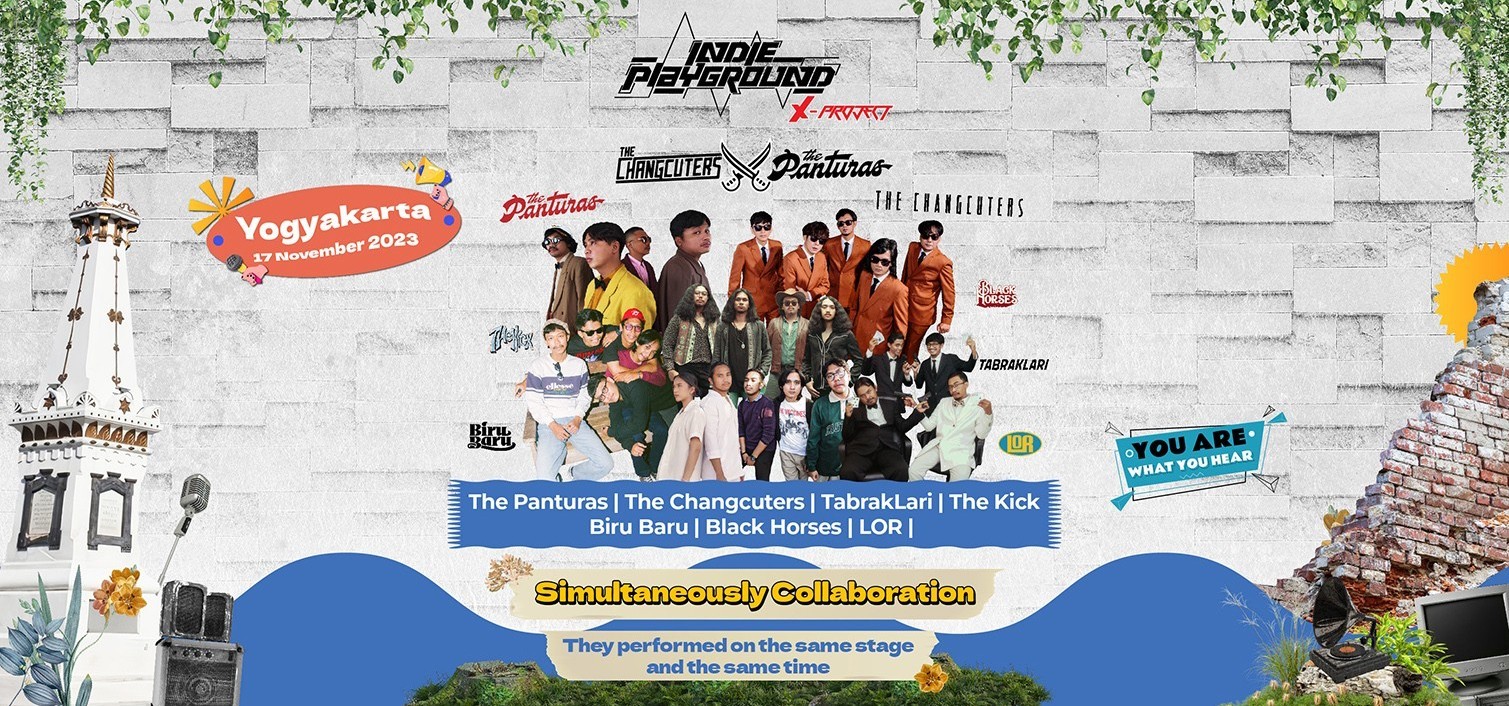 INDIE
PLAYGROUND
X-PROJECT
THE
CHANGCUTERS
the
Panturas
the
Panturas
THE CHANGCUTERS
Yogyakarta
17 November 2023
BLACK
HORSES
THE KICK
TABRAKLARI
ellesse
Biru
Baru
LOR
YOU ARE
WHAT YOU HEAR
The Panturas | The Changcuters | TabrakLari | The Kick
Biru Baru | Black Horses | LOR |
Simultaneously Collaboration
They performed on the same stage
and the same time